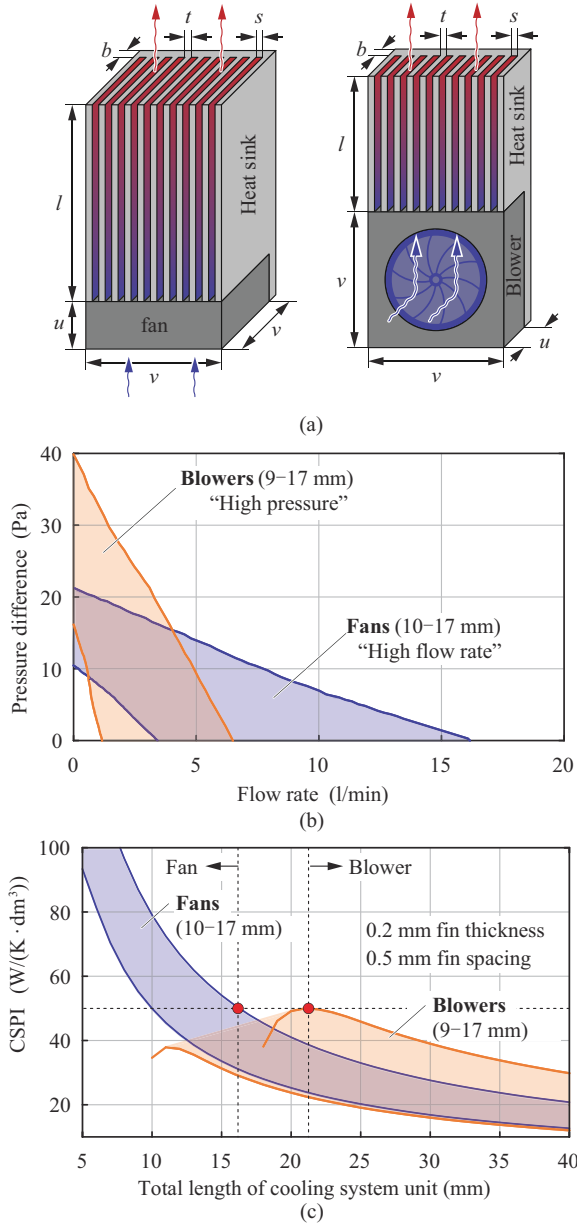 b t s
l
Heat sink
u
fan
v
v
b t s
l
Heat sink
v
Blower
u
v
(a)
40
30
20
10
0
Pressure difference (Pa)
Blowers (9−17 mm)
“High pressure”
Fans (10−17 mm)
“High flow rate”
0 5 10 15 20
Flow rate (l/min)
(b)
100
80
60
40
20
CSPI (W/(K · dm³))
Fan
Blower
Fans
(10−17 mm)
0.2 mm fin thickness
0.5 mm fin spacing
Blowers
(9−17 mm)
5 10 15 20 25 30 35 40
Total length of cooling system unit (mm)
(c)